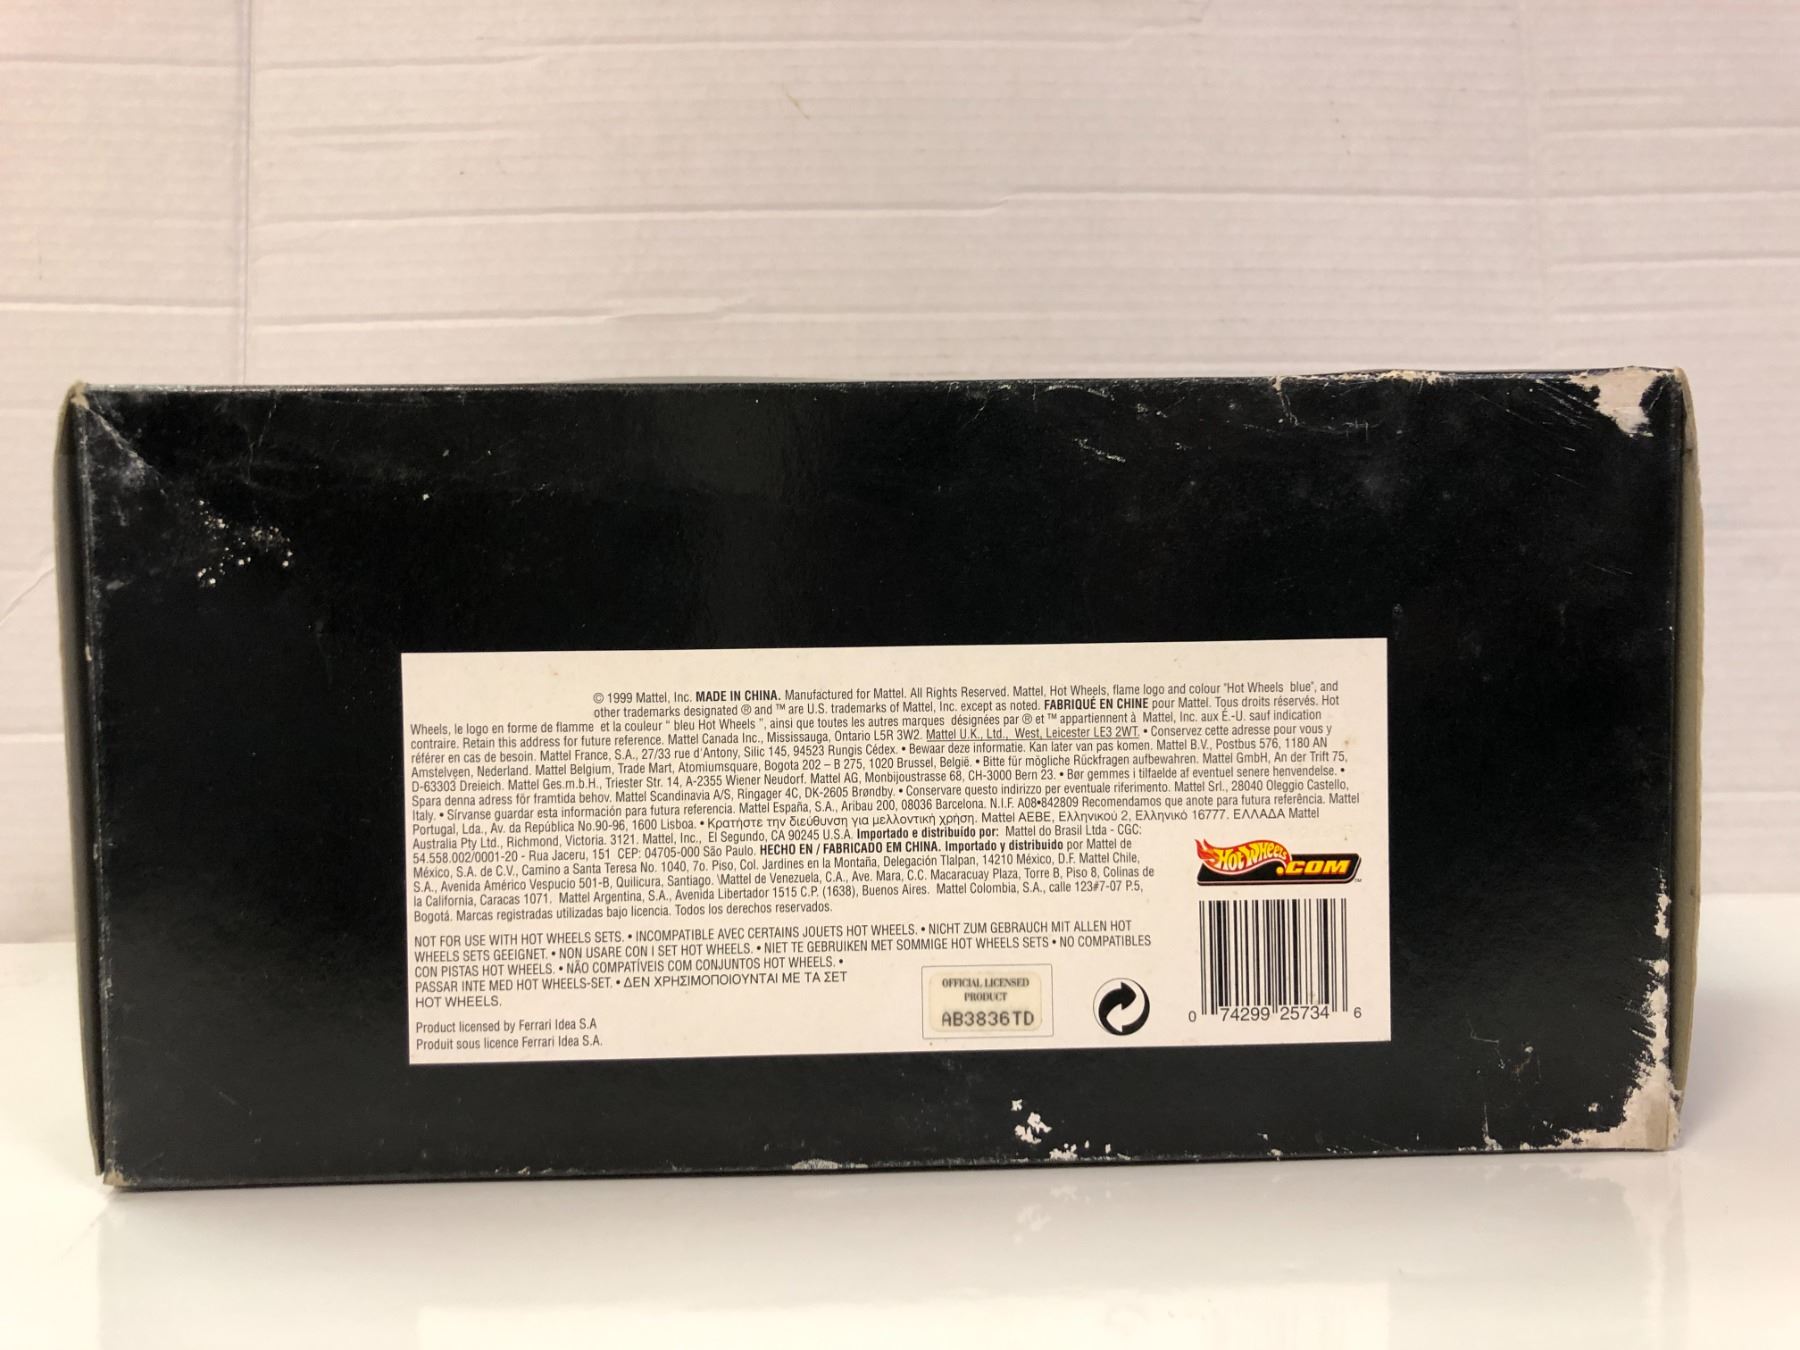 © 1999 Mattel, Inc. MADE IN CHINA. Manufactured for Mattel. All Rights Reserved. Mattel, Hot Wheels, flame logo and colour "Hot Wheels blue", and
other trademarks designated ® and ™ are U.S. trademarks of Mattel, Inc. except as noted. FABRIQUÉ EN CHINE pour Mattel. Tous droits réservés. Hot
Wheels, le logo en forme de flamme et la couleur " bleu Hot Wheels ", ainsi que toutes les autres marques désignées par ® et ™ appartiennent à Mattel, Inc. aux É.-U. sauf indication
contraire. Retain this address for future reference. Mattel Canada Inc., Mississauga, Ontario L5R 3W2. Mattel U.K., Ltd., West, Leicester LE3 2WT. • Conservez cette adresse pour vous y
référer en cas de besoin. Mattel France, S.A., 27/33 rue d'Antony, Silic 145, 94523 Rungis Cédex. • Bewaar deze informatie. Kan later van pas komen. Mattel B.V., Postbus 576, 1180 AN
Amstelveen, Nederland. Mattel Belgium, Trade Mart, Atomiumsquare, Bogota 202 – B 275, 1020 Brussel, België. • Bitte für mögliche Rückfragen aufbewahren. Mattel GmbH, An der Trift 75,
D-63303 Dreieich. Mattel Ges.m.b.H., Triester Str. 14, A-2355 Wiener Neudorf. Mattel AG, Monbijoustrasse 68, CH-3000 Bern 23. • Bør gemmes i tilfaelde af eventuel senere henvendelse. •
Spara denna adress för framtida behov. Mattel Scandinavia A/S, Ringager 4C, DK-2605 Brøndby. • Conservare questo indirizzo per eventuale riferimento. Mattel Srl., 28040 Oleggio Castello,
Italy. • Sírvanse guardar esta información para futura referencia. Mattel España, S.A., Aribau 200, 08036 Barcelona. N.I.F. A08•842809 Recomendamos que anote para futura referência. Mattel
Portugal, Lda., Av. da República No.90-96, 1600 Lisboa. • Κρατήστε την διεύθυνση για μελλοντική χρήση. Mattel AEBE, Ελληνικού 2, Ελληνικό 16777. ΕΛΛΑΔΑ Mattel
Australia Pty Ltd., Richmond, Victoria. 3121. Mattel, Inc., El Segundo, CA 90245 U.S.A. Importado e distribuído por: Mattel do Brasil Ltda - CGC:
54.558.002/0001-20 - Rua Jaceru, 151 CEP: 04705-000 São Paulo. HECHO EN / FABRICADO EM CHINA. Importado y distribuido por Mattel de
México, S.A. de C.V., Camino a Santa Teresa No. 1040, 7o. Piso, Col. Jardines en la Montaña, Delegación Tlalpan, 14210 México, D.F. Mattel Chile,
S.A., Avenida Américo Vespucio 501-B, Quilicura, Santiago. \Mattel de Venezuela, C.A., Ave. Mara, C.C. Macaracuay Plaza, Torre B, Piso 8, Colinas de
la California, Caracas 1071. Mattel Argentina, S.A., Avenida Libertador 1515 C.P. (1638), Buenos Aires. Mattel Colombia, S.A., calle 123#7-07 P.5,
Bogotá. Marcas registradas utilizadas bajo licencia. Todos los derechos reservados.
NOT FOR USE WITH HOT WHEELS SETS. • INCOMPATIBLE AVEC CERTAINS JOUETS HOT WHEELS. • NICHT ZUM GEBRAUCH MIT ALLEN HOT
WHEELS SETS GEEIGNET. • NON USARE CON I SET HOT WHEELS. • NIET TE GEBRUIKEN MET SOMMIGE HOT WHEELS SETS • NO COMPATIBLES
CON PISTAS HOT WHEELS. • NÃO COMPATÍVEIS COM CONJUNTOS HOT WHEELS. •
PASSAR INTE MED HOT WHEELS-SET. • ΔΕΝ ΧΡΗΣΙΜΟΠΟΙΟΥΝΤΑΙ ΜΕ ΤΑ ΣΕΤ
HOT WHEELS.
Product licensed by Ferrari Idea S.A
Produit sous licence Ferrari Idea S.A.
OFFICIAL LICENSED
PRODUCT
AB3836TD
Hot Wheels
.COM™
0 74299 25734 6